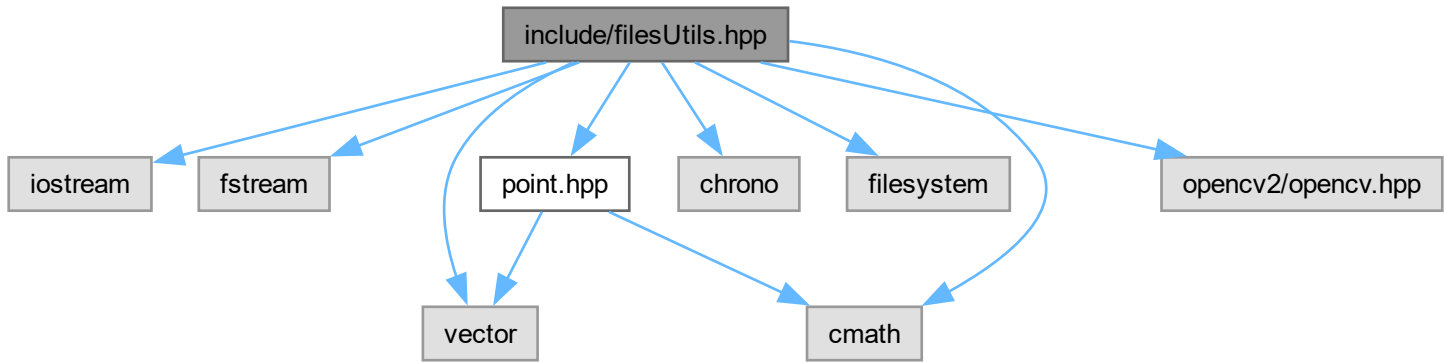 include/filesUtils.hpp
iostream
fstream
point.hpp
chrono
filesystem
opencv2/opencv.hpp
vector
cmath